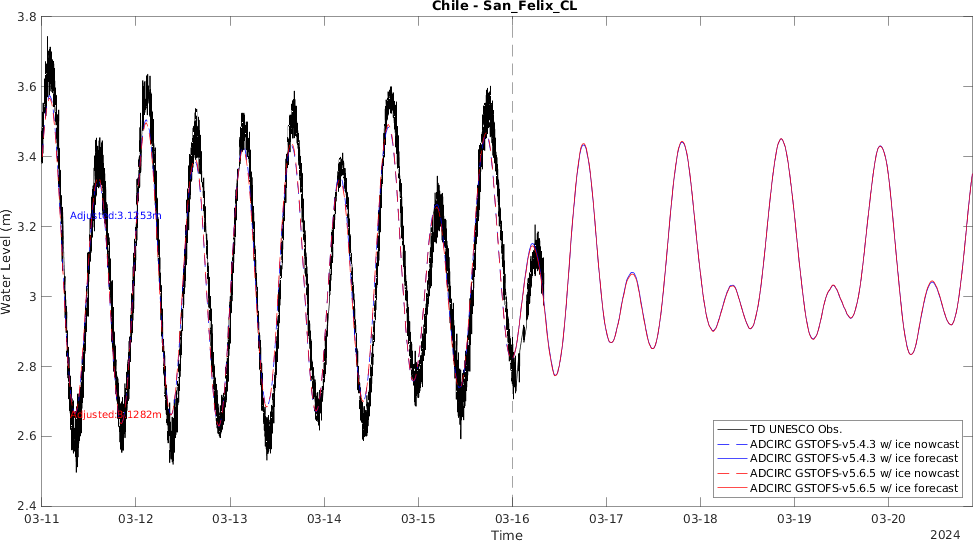 Chile - San_Felix_CL
3.8
3.6
3.4
3.2
3
2.8
2.6
2.4
Water Level (m)
Adjusted:3.1253m
Adjusted:3.1282m
TD UNESCO Obs.
ADCIRC GSTOFS-v5.4.3 w/ ice nowcast
ADCIRC GSTOFS-v5.4.3 w/ ice forecast
ADCIRC GSTOFS-v5.6.5 w/ ice nowcast
ADCIRC GSTOFS-v5.6.5 w/ ice forecast
03-11 03-12 03-13 03-14 03-15 03-16 03-17 03-18 03-19 03-20
Time
2024